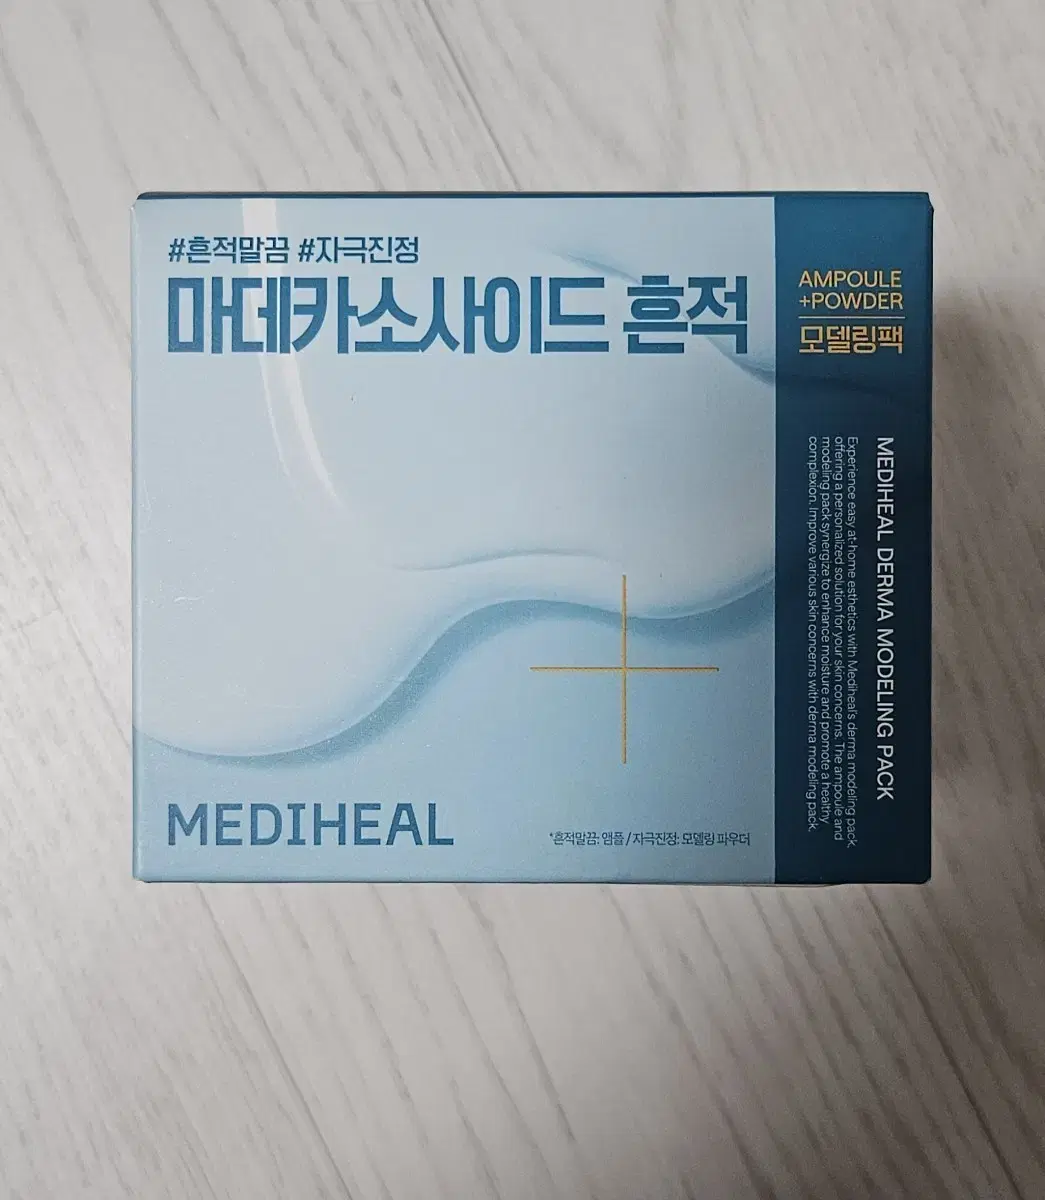 #흔적말끔 #자극진정
마데카소사이드 흔적
AMPOULE
+POWDER
모델링팩
MEDIHEAL DERMA MODELING PACK
Experience easy at-home esthetics with Mediheal's derma modeling pack,
offering a personalized solution for your skin concerns. The ampoule and
modeling pack synergize to enhance moisture and promote a healthy
complexion. Improve various skin concerns with derma modeling pack.
MEDIHEAL
*흔적말끔: 앰플 / 자극진정: 모델링 파우더